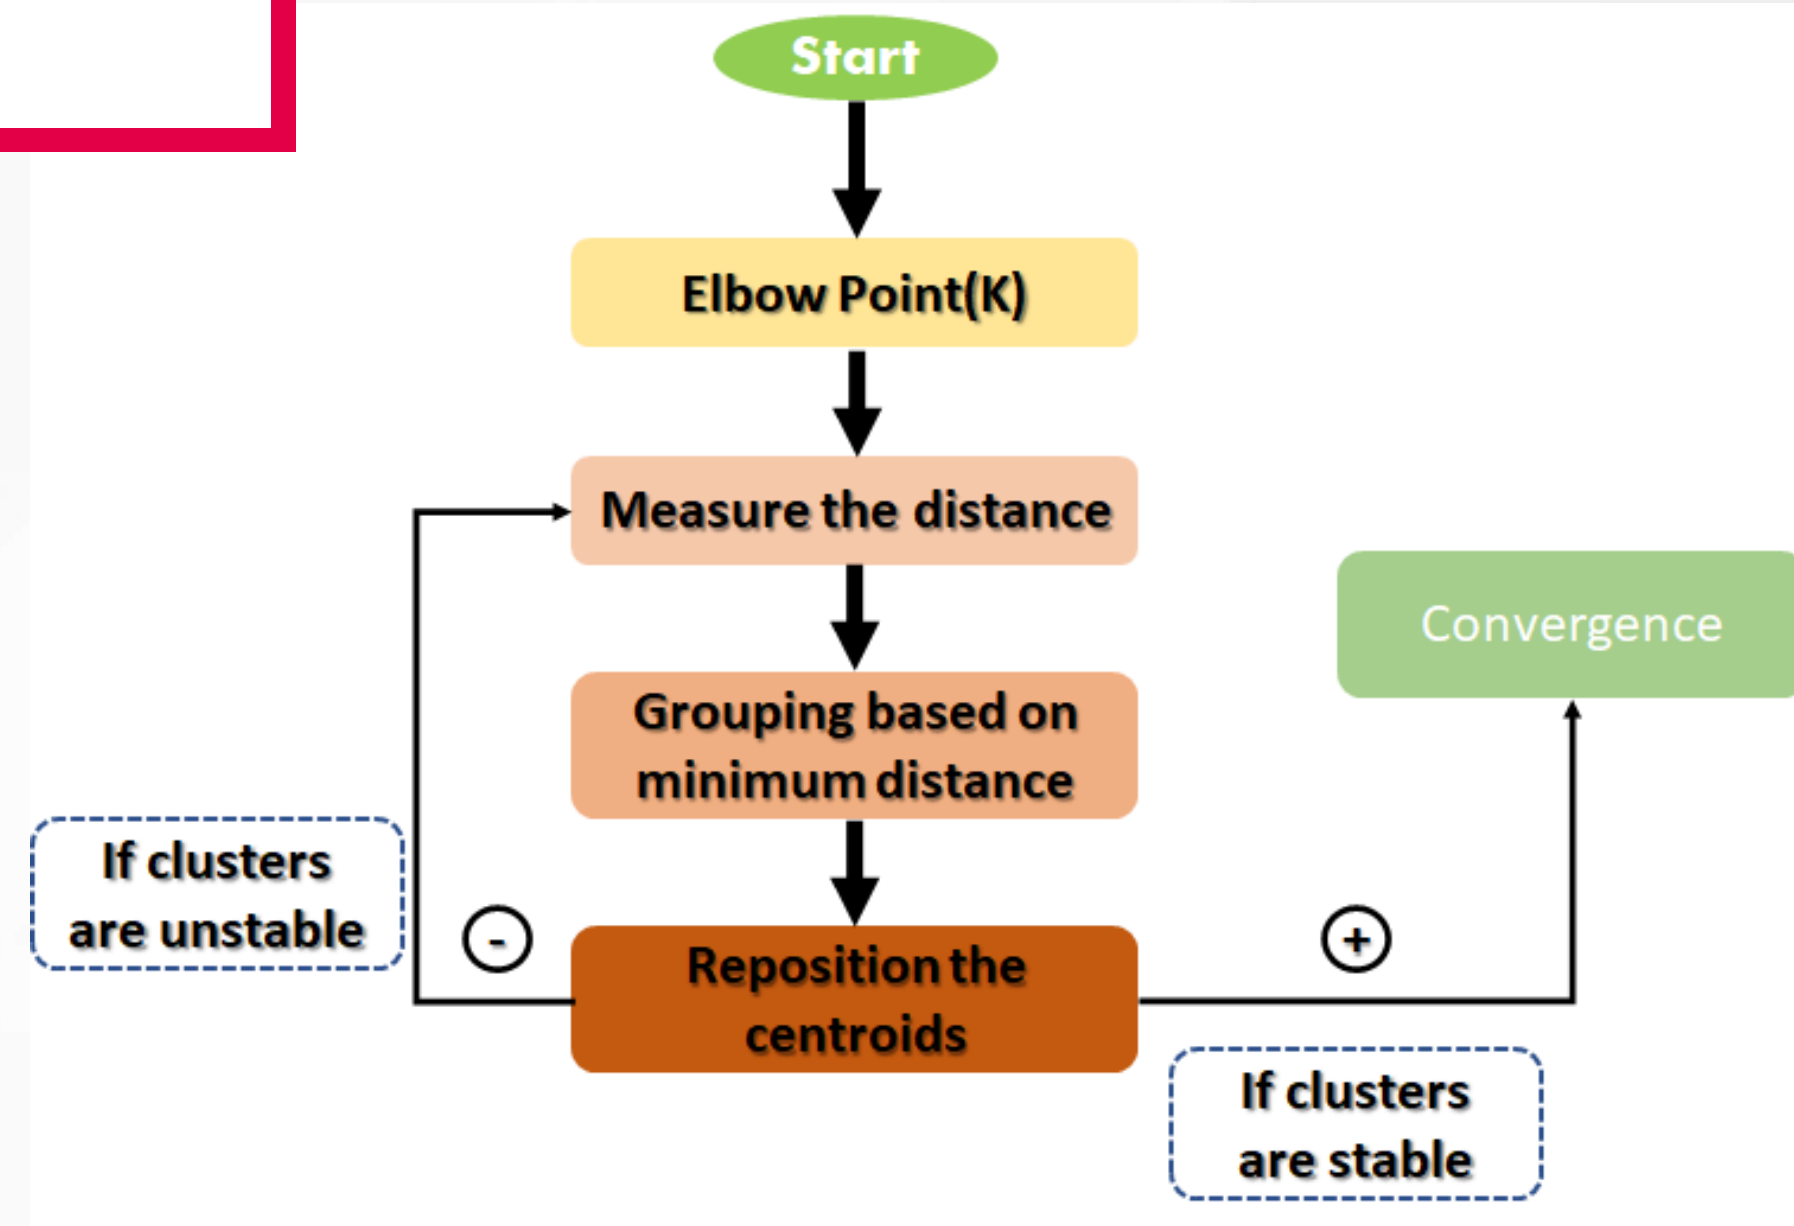 Start
Elbow Point(K)
Measure the distance
Convergence
Grouping based on
minimum distance
If clusters
are unstable
-
+
Reposition the
centroids
If clusters
are stable